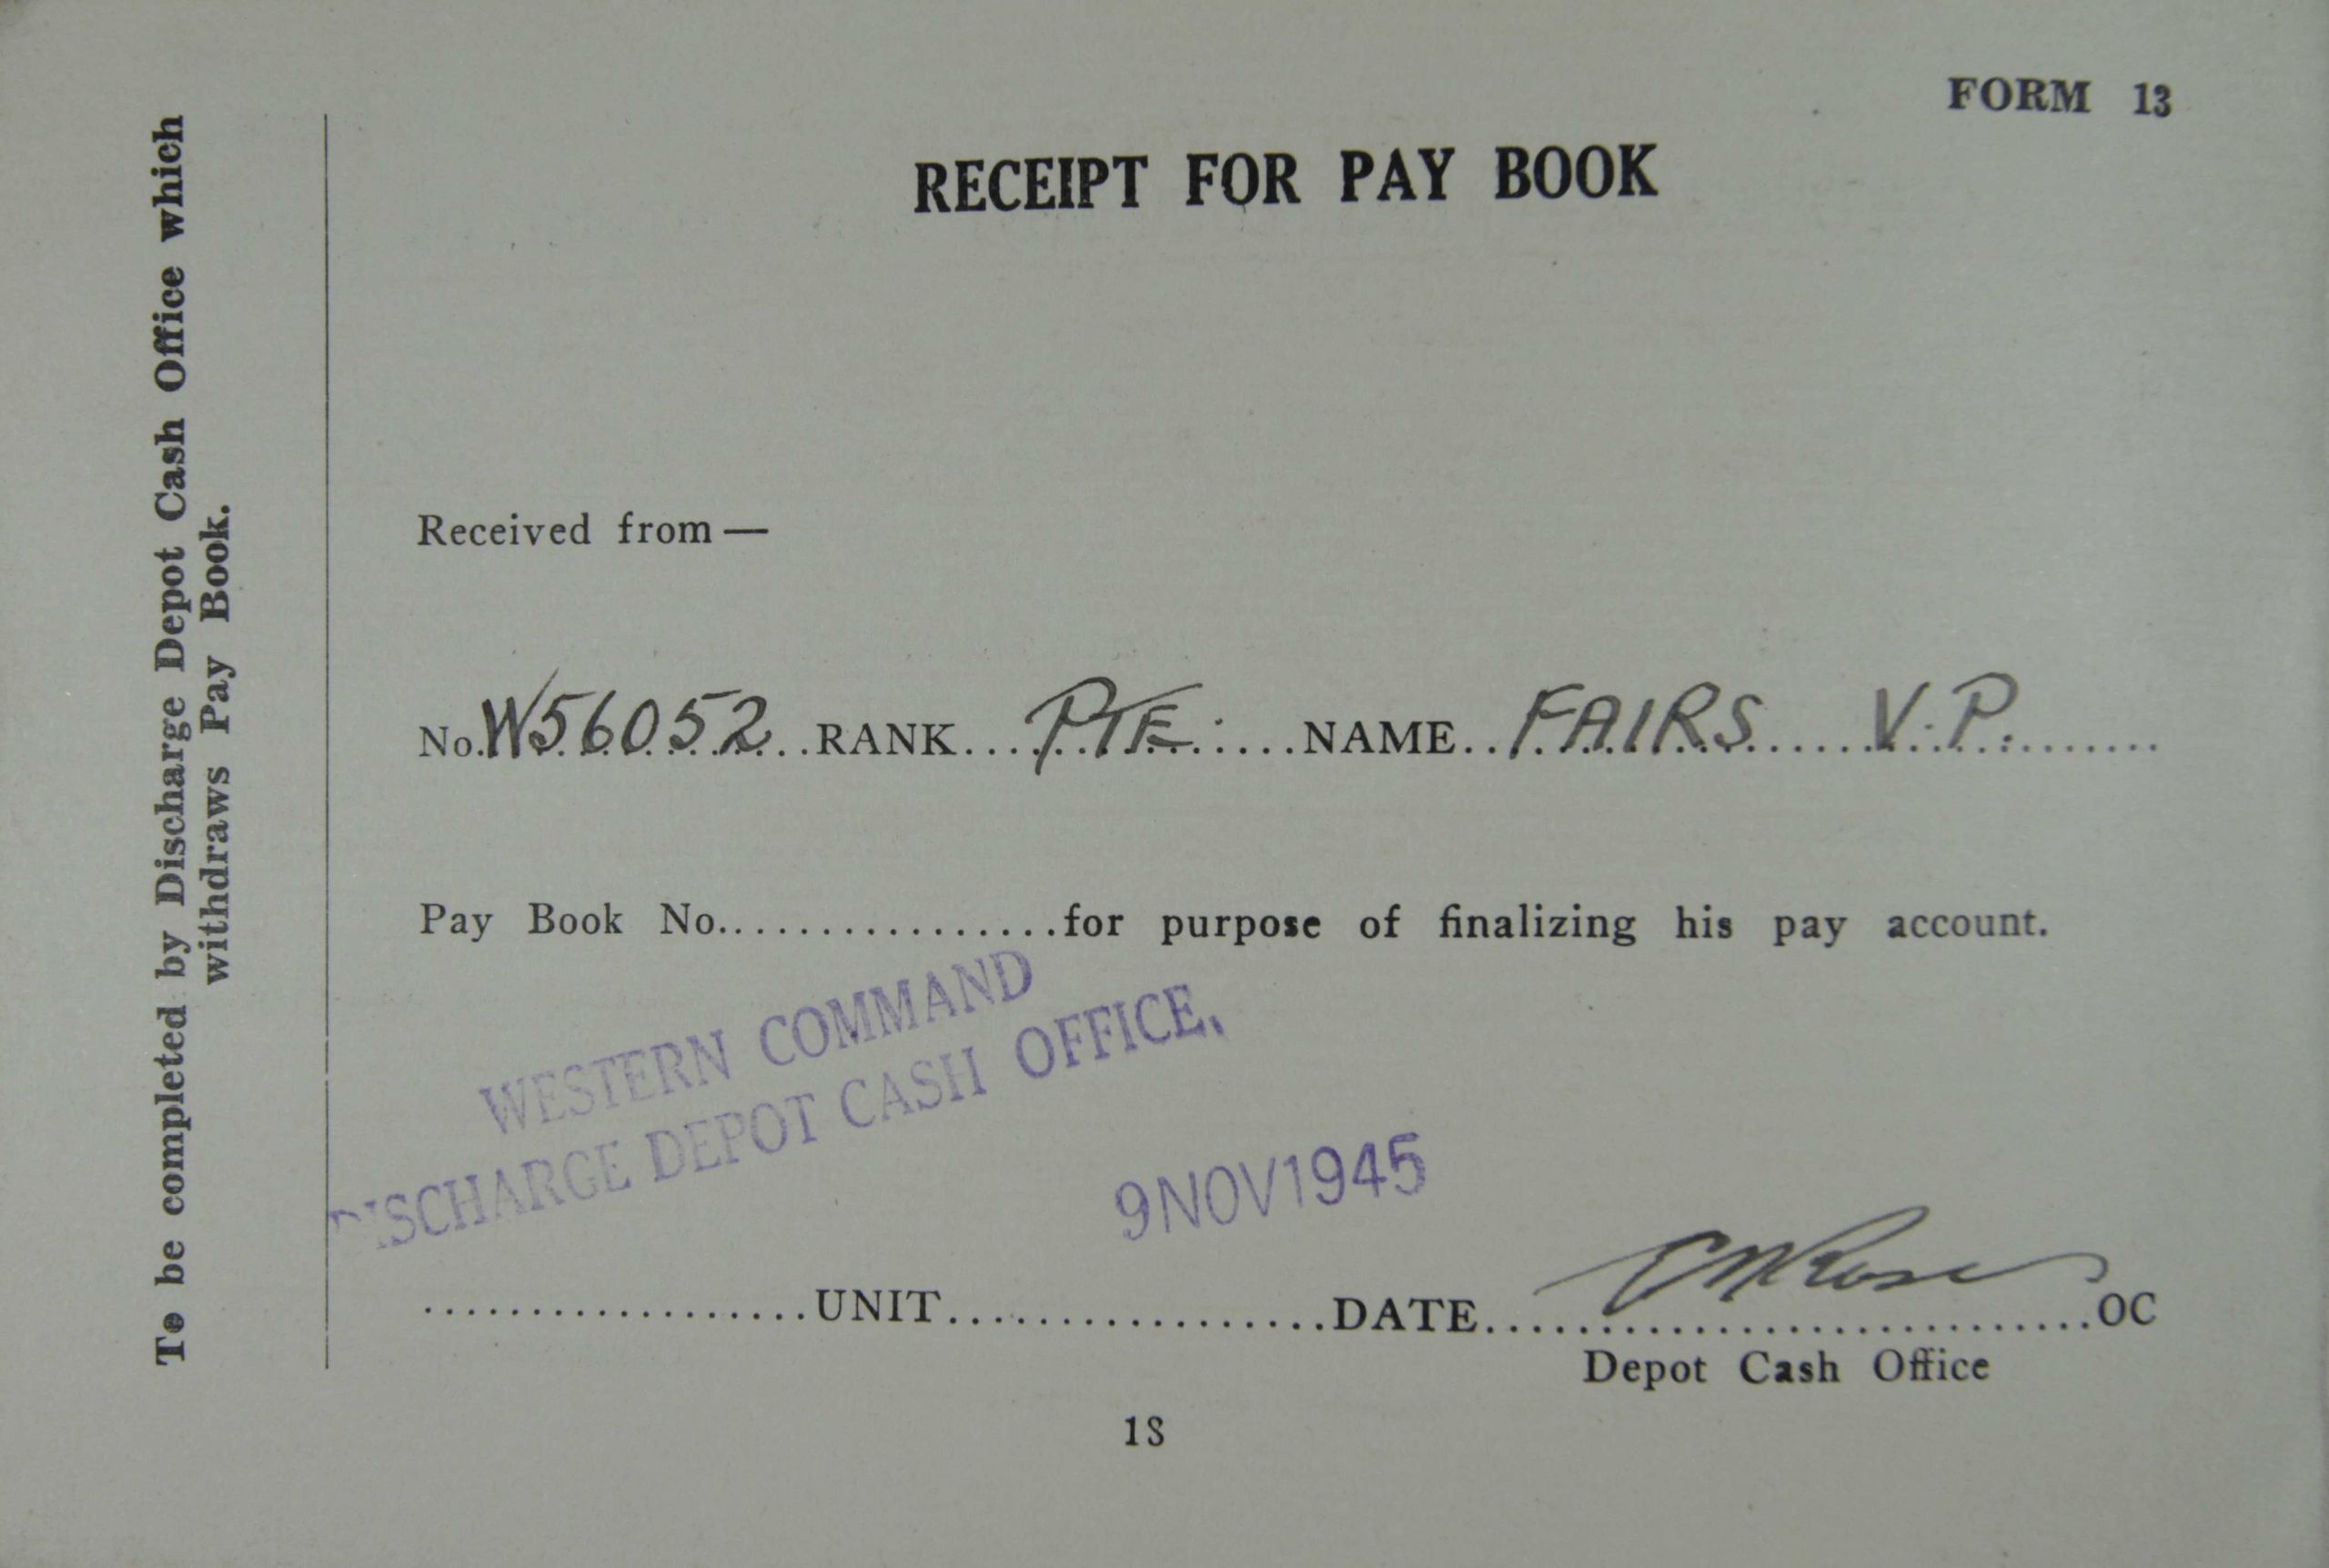 FORM 13
RECEIPT FOR PAY BOOK
To be completed by Discharge Depot Cash Office which
withdraws Pay Book.
Received from —
No. W56052 RANK PTE. NAME FAIRS V.P.
Pay Book No.................for purpose of finalizing his pay account.
WESTERN COMMAND
DISCHARGE DEPOT CASH OFFICE.
9NOV1945
...................UNIT...................DATE...............................OC
Depot Cash Office
18